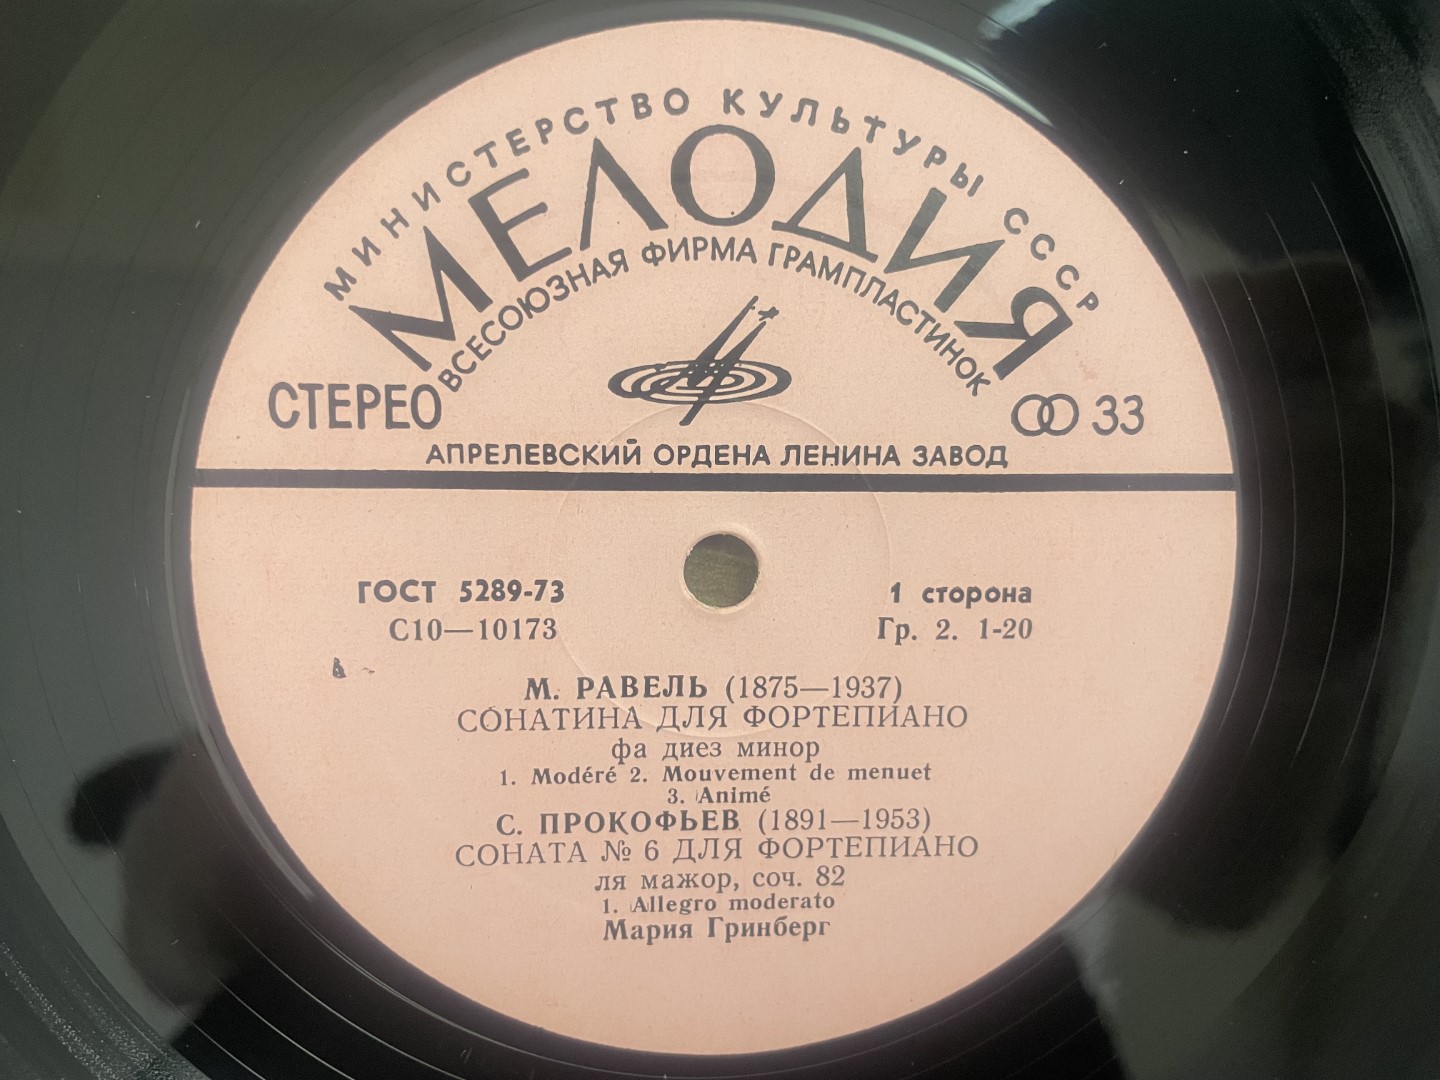 МИНИСТЕРСТВО КУЛЬТУРЫ СССР
МЕЛОДИЯ
ВСЕСОЮЗНАЯ ФИРМА ГРАМПЛАСТИНОК
СТЕРЕО
33
АПРЕЛЕВСКИЙ ОРДЕНА ЛЕНИНА ЗАВОД
ГОСТ 5289-73
1 сторона
С10—10173
Гр. 2. 1-20
М. РАВЕЛЬ (1875—1937)
СОНАТИНА ДЛЯ ФОРТЕПИАНО
фа диез минор
1. Modéré 2. Mouvement de menuet
3. Animé
С. ПРОКОФЬЕВ (1891—1953)
СОНАТА № 6 ДЛЯ ФОРТЕПИАНО
ля мажор, соч. 82
1. Allegro moderato
Мария Гринберг